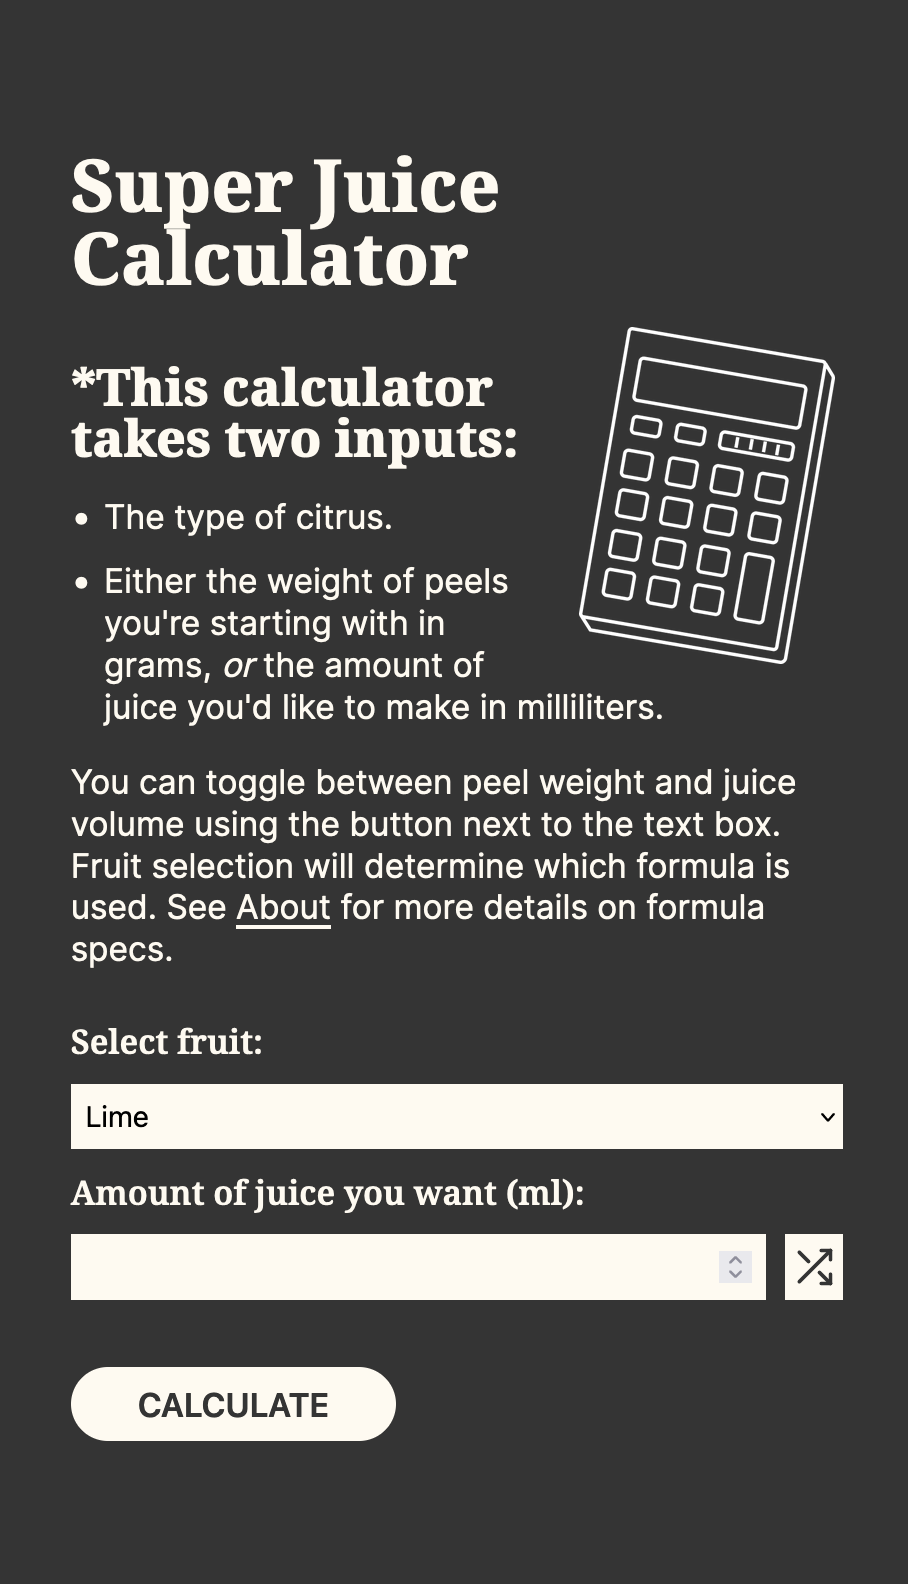 Super Juice
Calculator
*This calculator
takes two inputs:
• The type of citrus.
• Either the weight of peels
you're starting with in
grams, or the amount of
juice you'd like to make in milliliters.
You can toggle between peel weight and juice
volume using the button next to the text box.
Fruit selection will determine which formula is
used. See About for more details on formula
specs.
Select fruit:
Lime
Amount of juice you want (ml):
CALCULATE